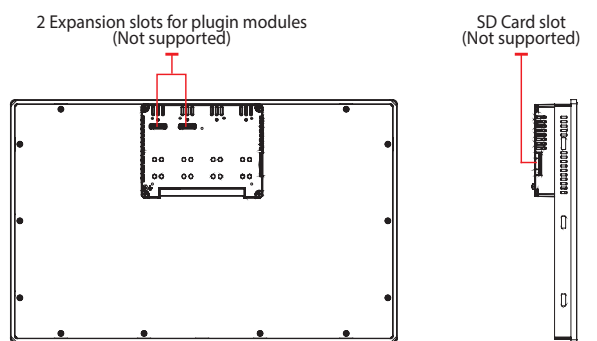 2 Expansion slots for plugin modules
(Not supported)
SD Card slot
(Not supported)